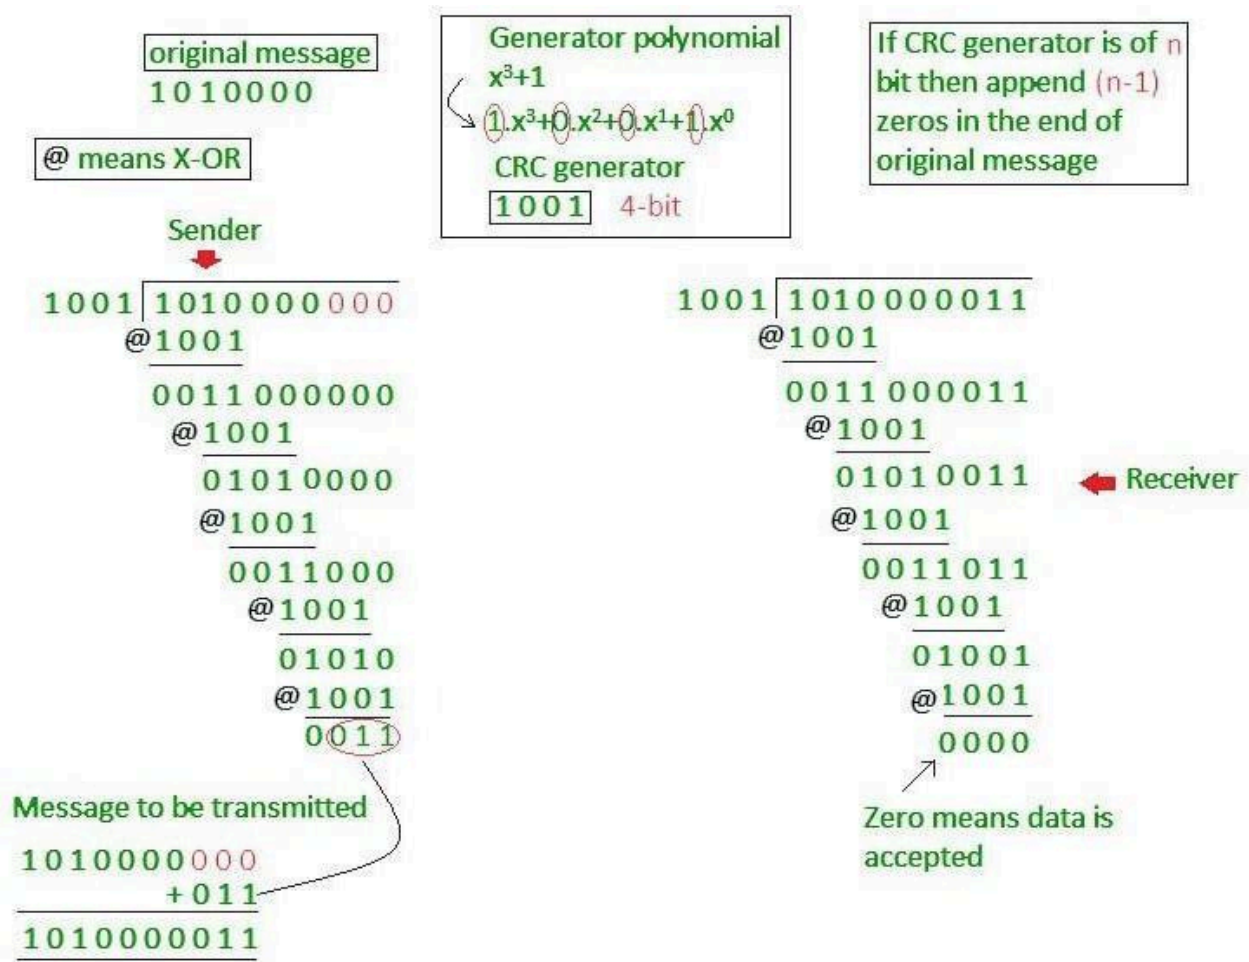 original message
1010000
@ means X-OR
Generator polynomial
x³+1
1.x³+0.x²+0.x¹+1.x⁰
CRC generator
1001 4-bit
If CRC generator is of n
bit then append (n-1)
zeros in the end of
original message
Sender
1001 1010000000
@1001
0011000000
@1001
01010000
@1001
0011000
@1001
01010
@1001
0011
Message to be transmitted
1010000000
+011
1010000011
1001 1010000011
@1001
0011000011
@1001
01010011
@1001
0011011
@1001
01001
@1001
0000
Receiver
Zero means data is
accepted